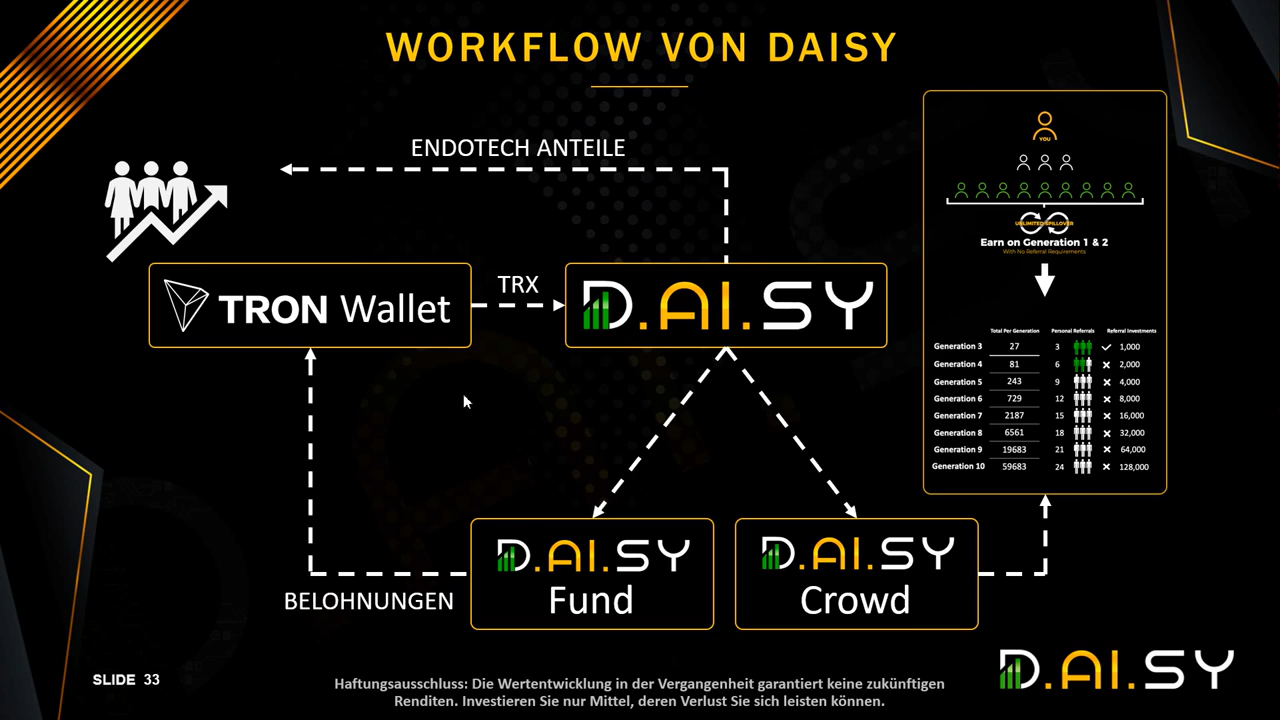 WORKFLOW VON DAISY
ENDOTECH ANTEILE
TRON Wallet
TRX
D.AI.SY
YOU
UNLIMITED SPILLOVER
Earn on Generation 1 & 2
With No Referral Requirements
Total Per Generation Personal Referrals Referral Investments
Generation 3 27 3 1,000
Generation 4 81 6 2,000
Generation 5 243 9 4,000
Generation 6 729 12 8,000
Generation 7 2187 15 16,000
Generation 8 6561 18 32,000
Generation 9 19683 21 64,000
Generation 10 59683 24 128,000
BELOHNUNGEN
D.AI.SY
Fund
D.AI.SY
Crowd
SLIDE 33
Haftungsausschluss: Die Wertentwicklung in der Vergangenheit garantiert keine zukünftigen
Renditen. Investieren Sie nur Mittel, deren Verlust Sie sich leisten können.
D.AI.SY